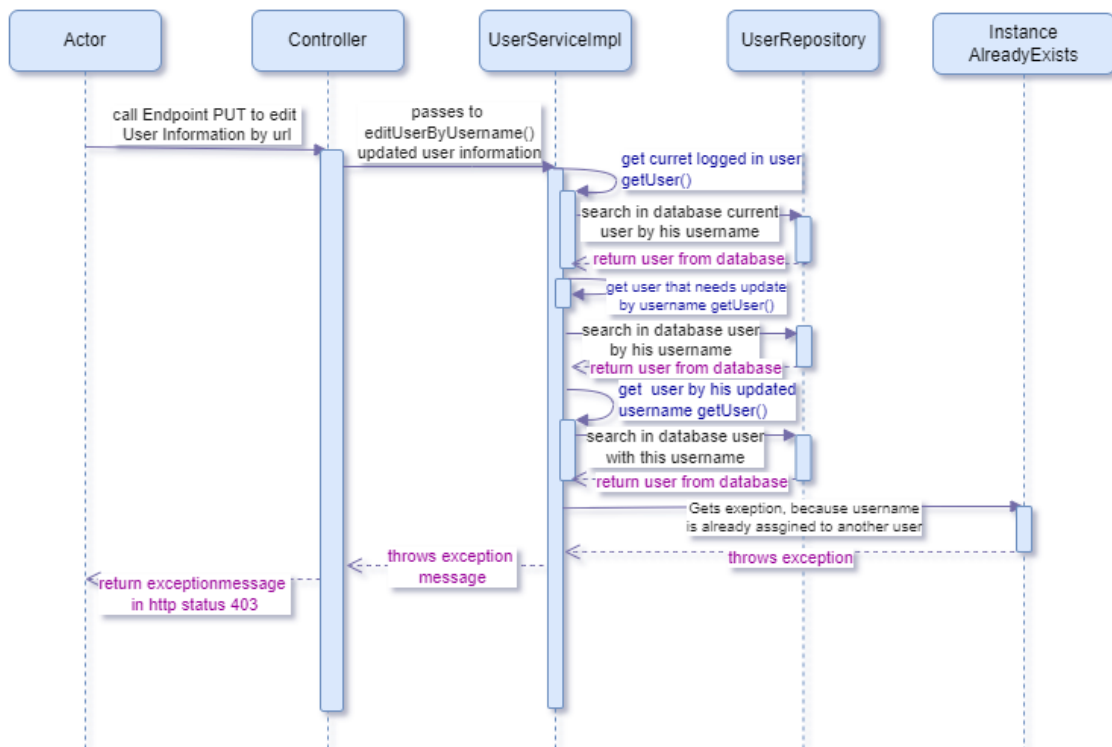 Actor
Controller
UserServiceImpl
UserRepository
Instance
AlreadyExists
call Endpoint PUT to edit
User Information by url
passes to
editUserByUsername()
updated user information
get curret logged in user
getUser()
search in database current
user by his username
return user from database
get user that needs update
by username getUser()
search in database user
by his username
return user from database
get user by his updated
username getUser()
search in database user
with this username
return user from database
Gets exeption, because username
is already assgined to another user
throws exception
throws exception
message
return exceptionmessage
in http status 403